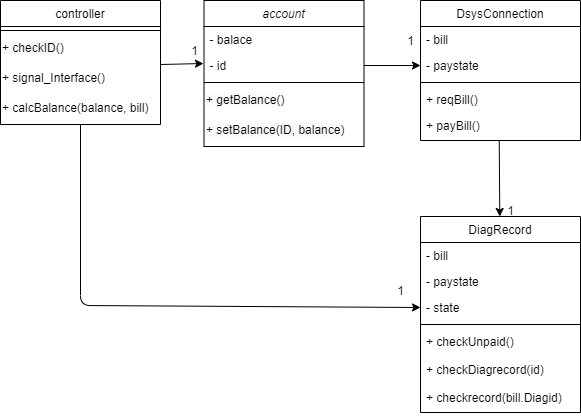 controller
+ checkID()
+ signal_Interface()
+ calcBalance(balance, bill)
1
account
- balace
- id
+ getBalance()
+ setBalance(ID, balance)
1
DsysConnection
- bill
- paystate
+ reqBill()
+ payBill()
1
DiagRecord
- bill
- paystate
- state
+ checkUnpaid()
+ checkDiagrecord(id)
+ checkrecord(bill.Diagid)
1